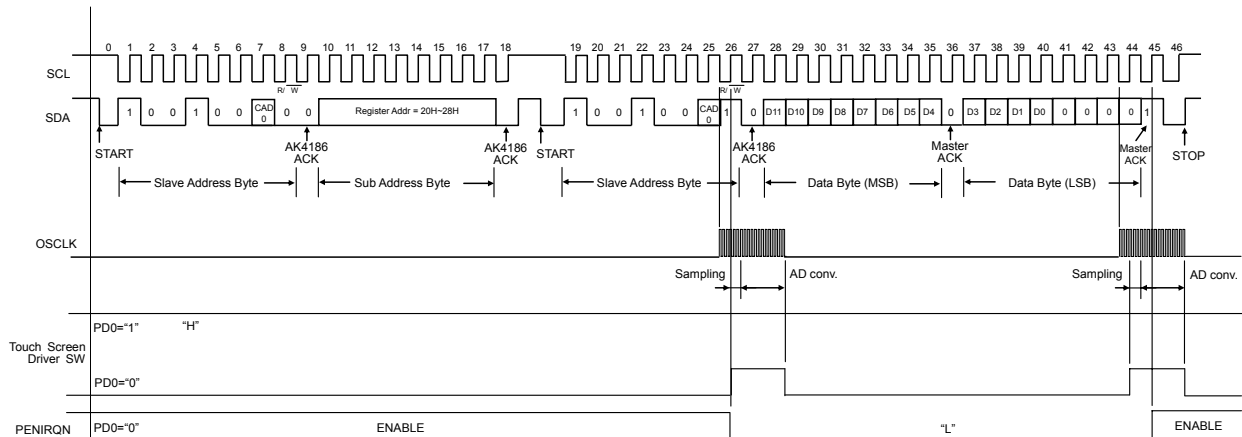 0 1 2 3 4 5 6 7 8 9 10 11 12 13 14 15 16 17 18 19 20 21 22 23 24 25 26 27 28 29 30 31 32 33 34 35 36 37 38 39 40 41 42 43 44 45 46
SCL
R/ W R/ W
SDA 1 0 0 1 0 0 CAD 0 0 0 Register Addr = 20H~28H 1 0 0 1 0 0 CAD 0 1 0 D11 D10 D9 D8 D7 D6 D5 D4 0 D3 D2 D1 D0 0 0 0 0 1
START AK4186 ACK AK4186 ACK START AK4186 ACK Master ACK Master ACK STOP
Slave Address Byte Sub Address Byte Slave Address Byte Data Byte (MSB) Data Byte (LSB)
OSCLK
Sampling AD conv. Sampling AD conv.
PD0=“1” “H”
Touch Screen
Driver SW
PD0=“0”
PENIRQN PD0=“0” ENABLE “L” ENABLE